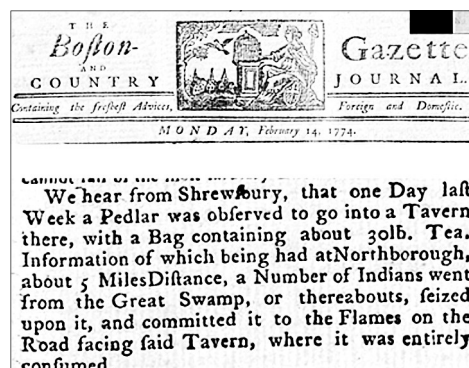 THE
Boſton-
AND
COUNTRY
Gazette
JOURNAL.
Containing the freſheſt Advices,
Foreign and Domeſtic.
MONDAY, February 14, 1774.
We hear from Shrewſbury, that one Day laſt
Week a Pedlar was obſerved to go into a Tavern
there, with a Bag containing about 30lb. Tea.
Information of which being had atNorthborough,
about 5 MilesDiſtance, a Number of Indians went
from the Great Swamp, or thereabouts, ſeized
upon it, and committed it to the Flames on the
Road facing ſaid Tavern, where it was entirely
conſumed